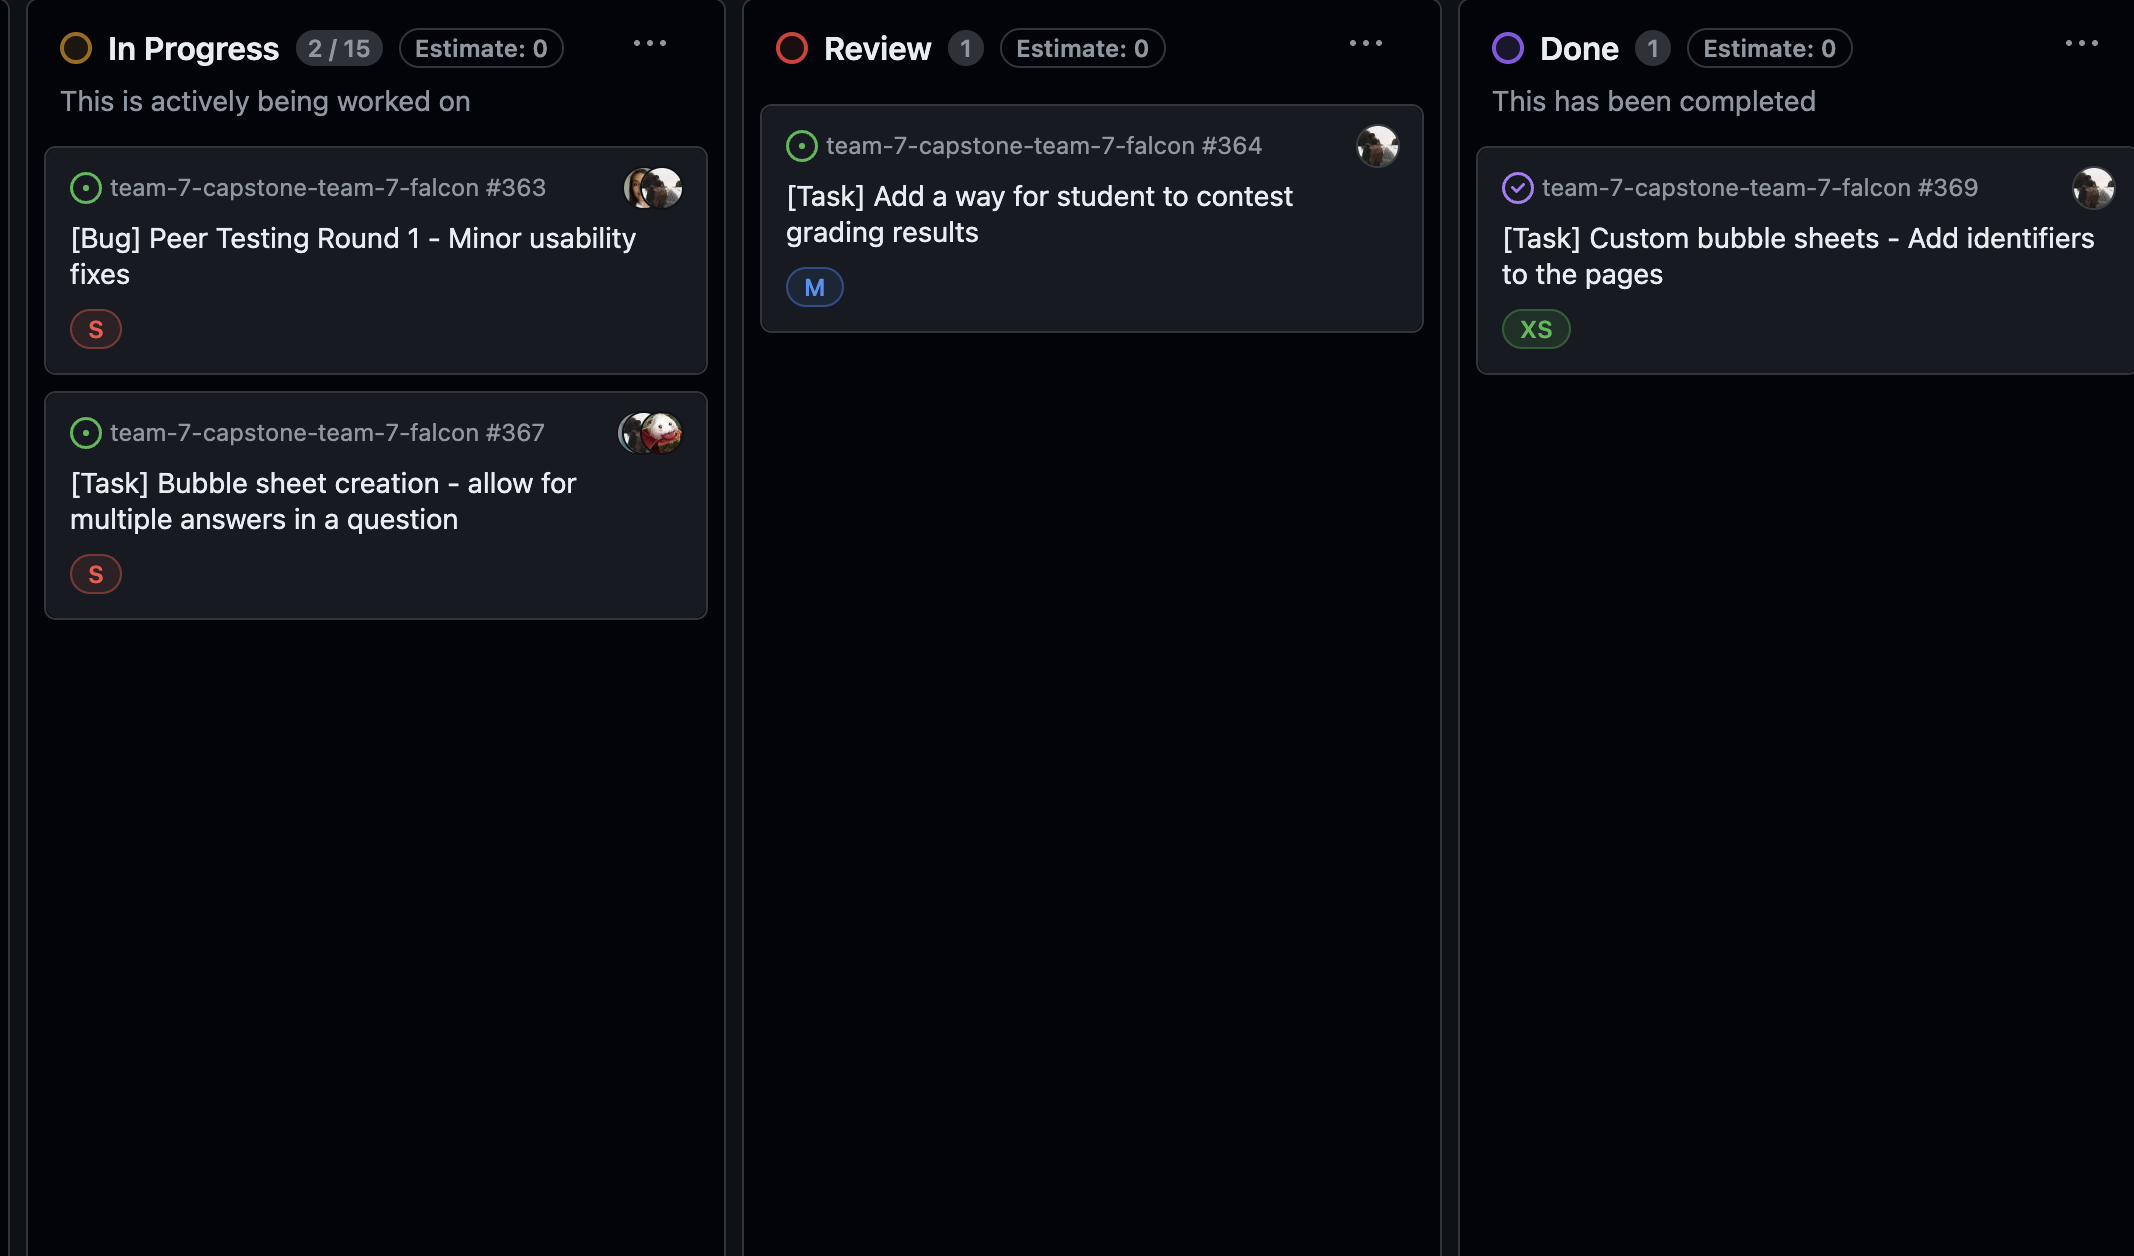 In Progress 2 / 15 Estimate: 0
This is actively being worked on
team-7-capstone-team-7-falcon #363
[Bug] Peer Testing Round 1 - Minor usability
fixes
S
team-7-capstone-team-7-falcon #367
[Task] Bubble sheet creation - allow for
multiple answers in a question
S
Review 1 Estimate: 0
team-7-capstone-team-7-falcon #364
[Task] Add a way for student to contest
grading results
M
Done 1 Estimate: 0
This has been completed
team-7-capstone-team-7-falcon #369
[Task] Custom bubble sheets - Add identifiers
to the pages
XS